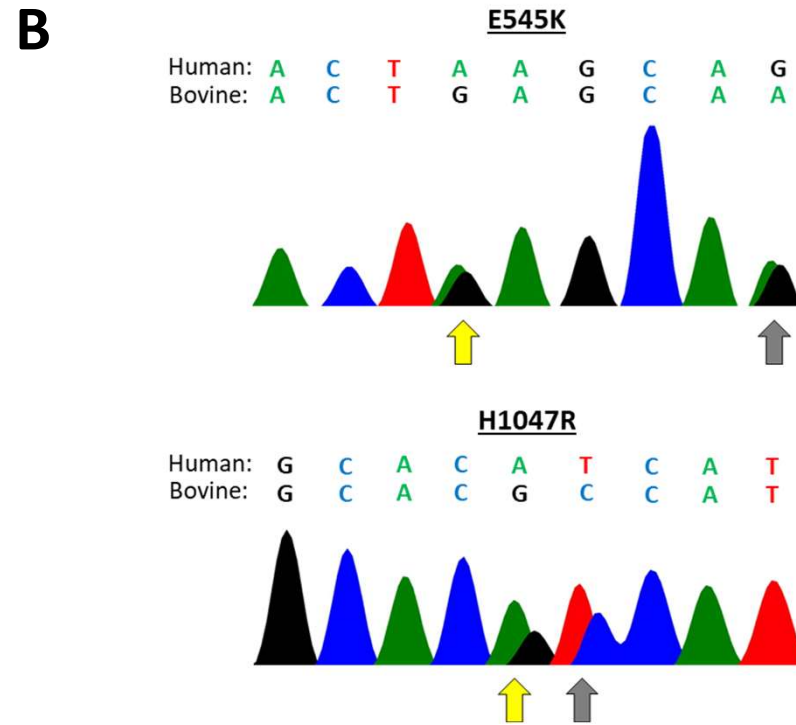 B
E545K
Human: A C T A A G C A G
Bovine: A C T G A G C A A
H1047R
Human: G C A C A T C A T
Bovine: G C A C G C C A T